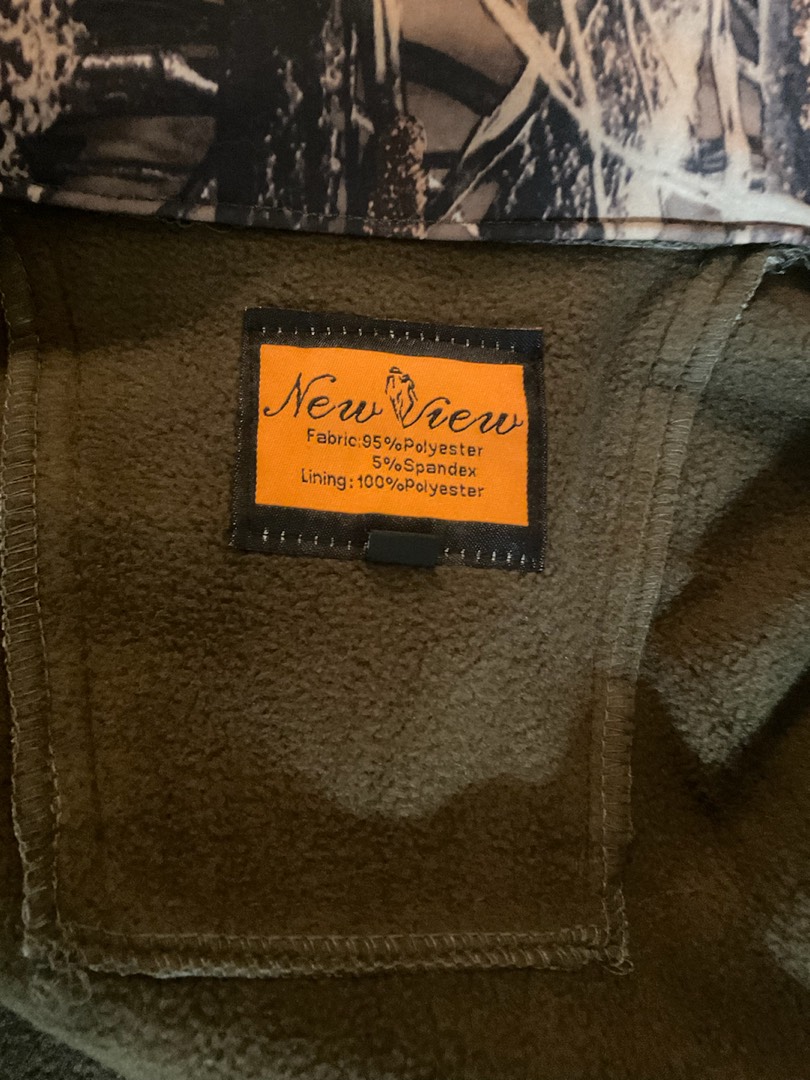 New View
Fabric:95%Polyester
5%Spandex
Lining:100%Polyester